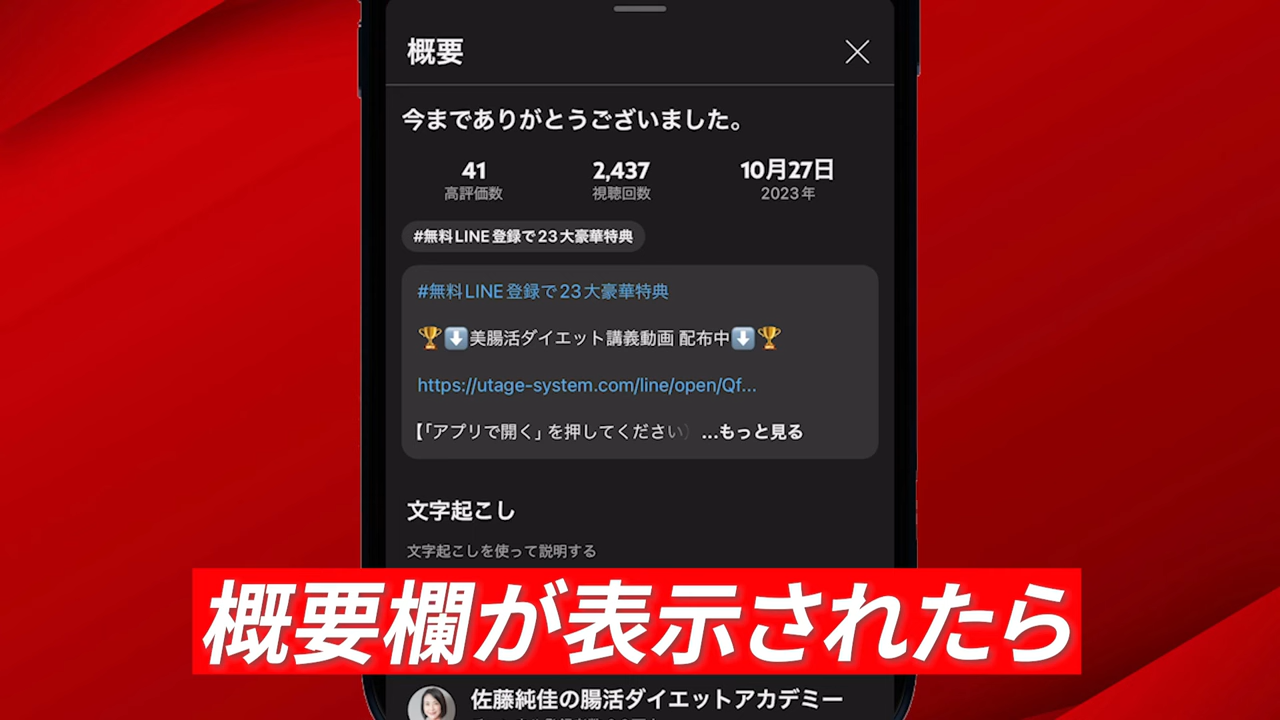 概要
今までありがとうございました。
41
高評価数
2,437
視聴回数
10月27日
2023年
#無料LINE登録で23大豪華特典
#無料LINE登録で23大豪華特典
🏆⬇️美腸活ダイエット講義動画 配布中⬇️🏆
https://utage-system.com/line/open/Qf...
【「アプリで開く」を押してください） ...もっと見る
文字起こし
文字起こしを使って説明する
概要欄が表示されたら
佐藤純佳の腸活ダイエットアカデミー